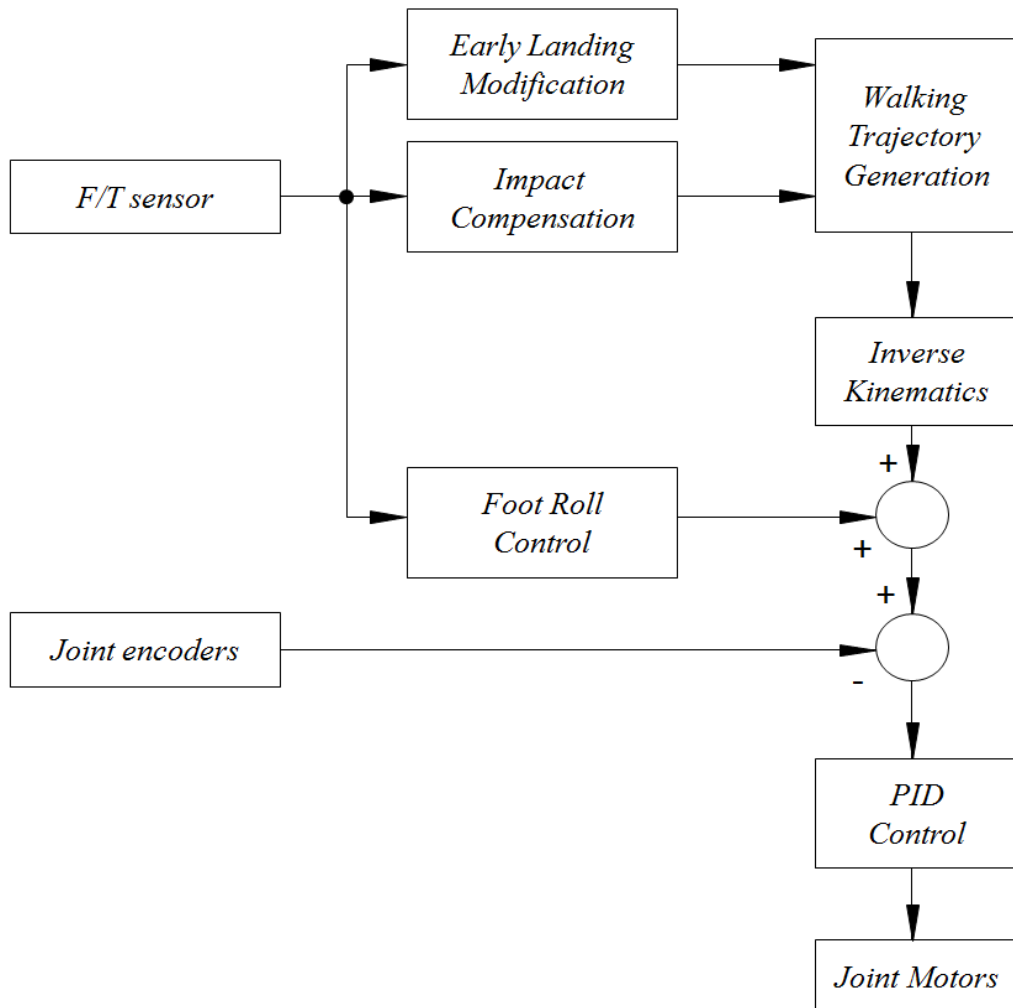 Early Landing
Modification
Walking
Trajectory
Generation
F/T sensor
Impact
Compensation
Inverse
Kinematics
+
Foot Roll
Control
+
+
Joint encoders
-
PID
Control
Joint Motors